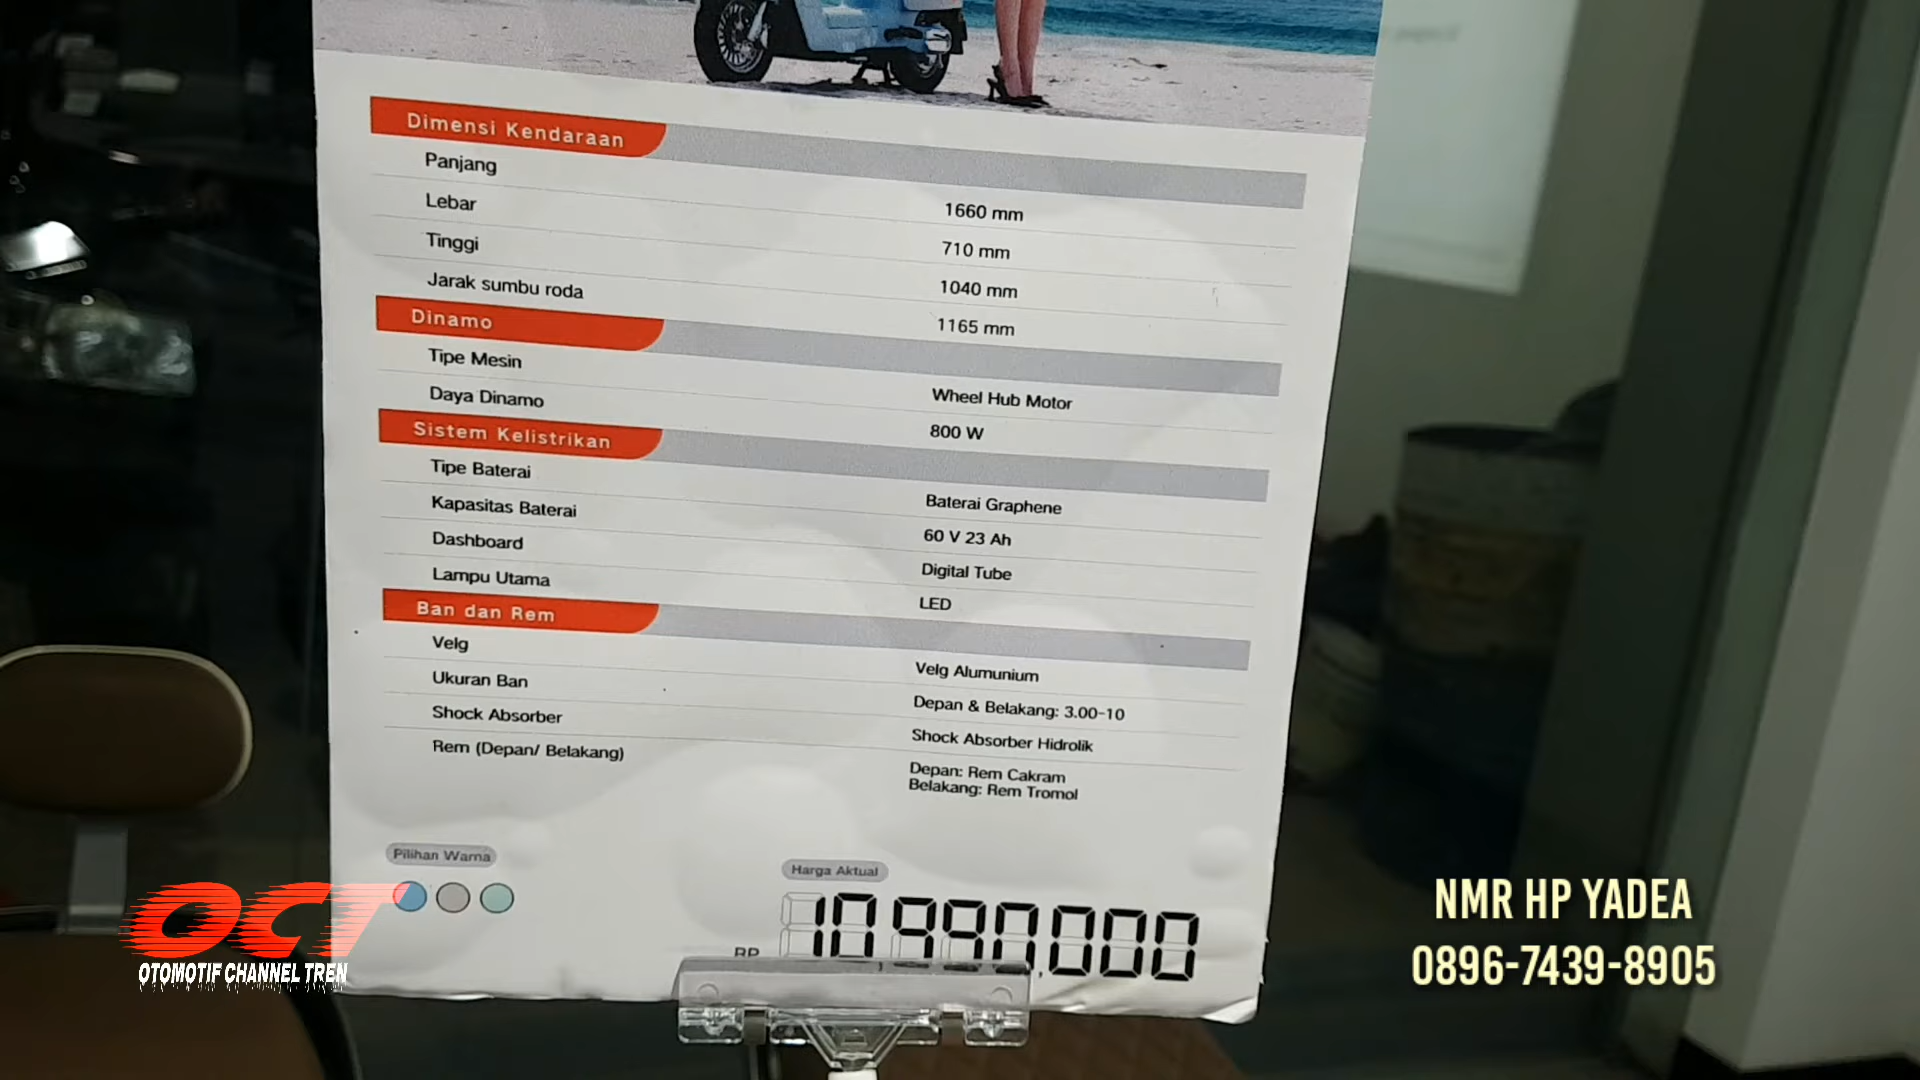 Dimensi Kendaraan
Panjang 1660 mm
Lebar 710 mm
Tinggi 1040 mm
Jarak sumbu roda 1165 mm
Dinamo
Tipe Mesin Wheel Hub Motor
Daya Dinamo 800 W
Sistem Kelistrikan
Tipe Baterai Baterai Graphene
Kapasitas Baterai 60 V 23 Ah
Dashboard Digital Tube
Lampu Utama LED
Ban dan Rem
Velg Velg Alumunium
Ukuran Ban Depan & Belakang: 3.00-10
Shock Absorber Shock Absorber Hidrolik
Rem (Depan/ Belakang) Depan: Rem Cakram
Belakang: Rem Tromol
Pilihan Warna
Harga Aktual
RP 10.990.000
OCT
OTOMOTIF CHANNEL TREN
NMR HP YADEA
0896-7439-8905